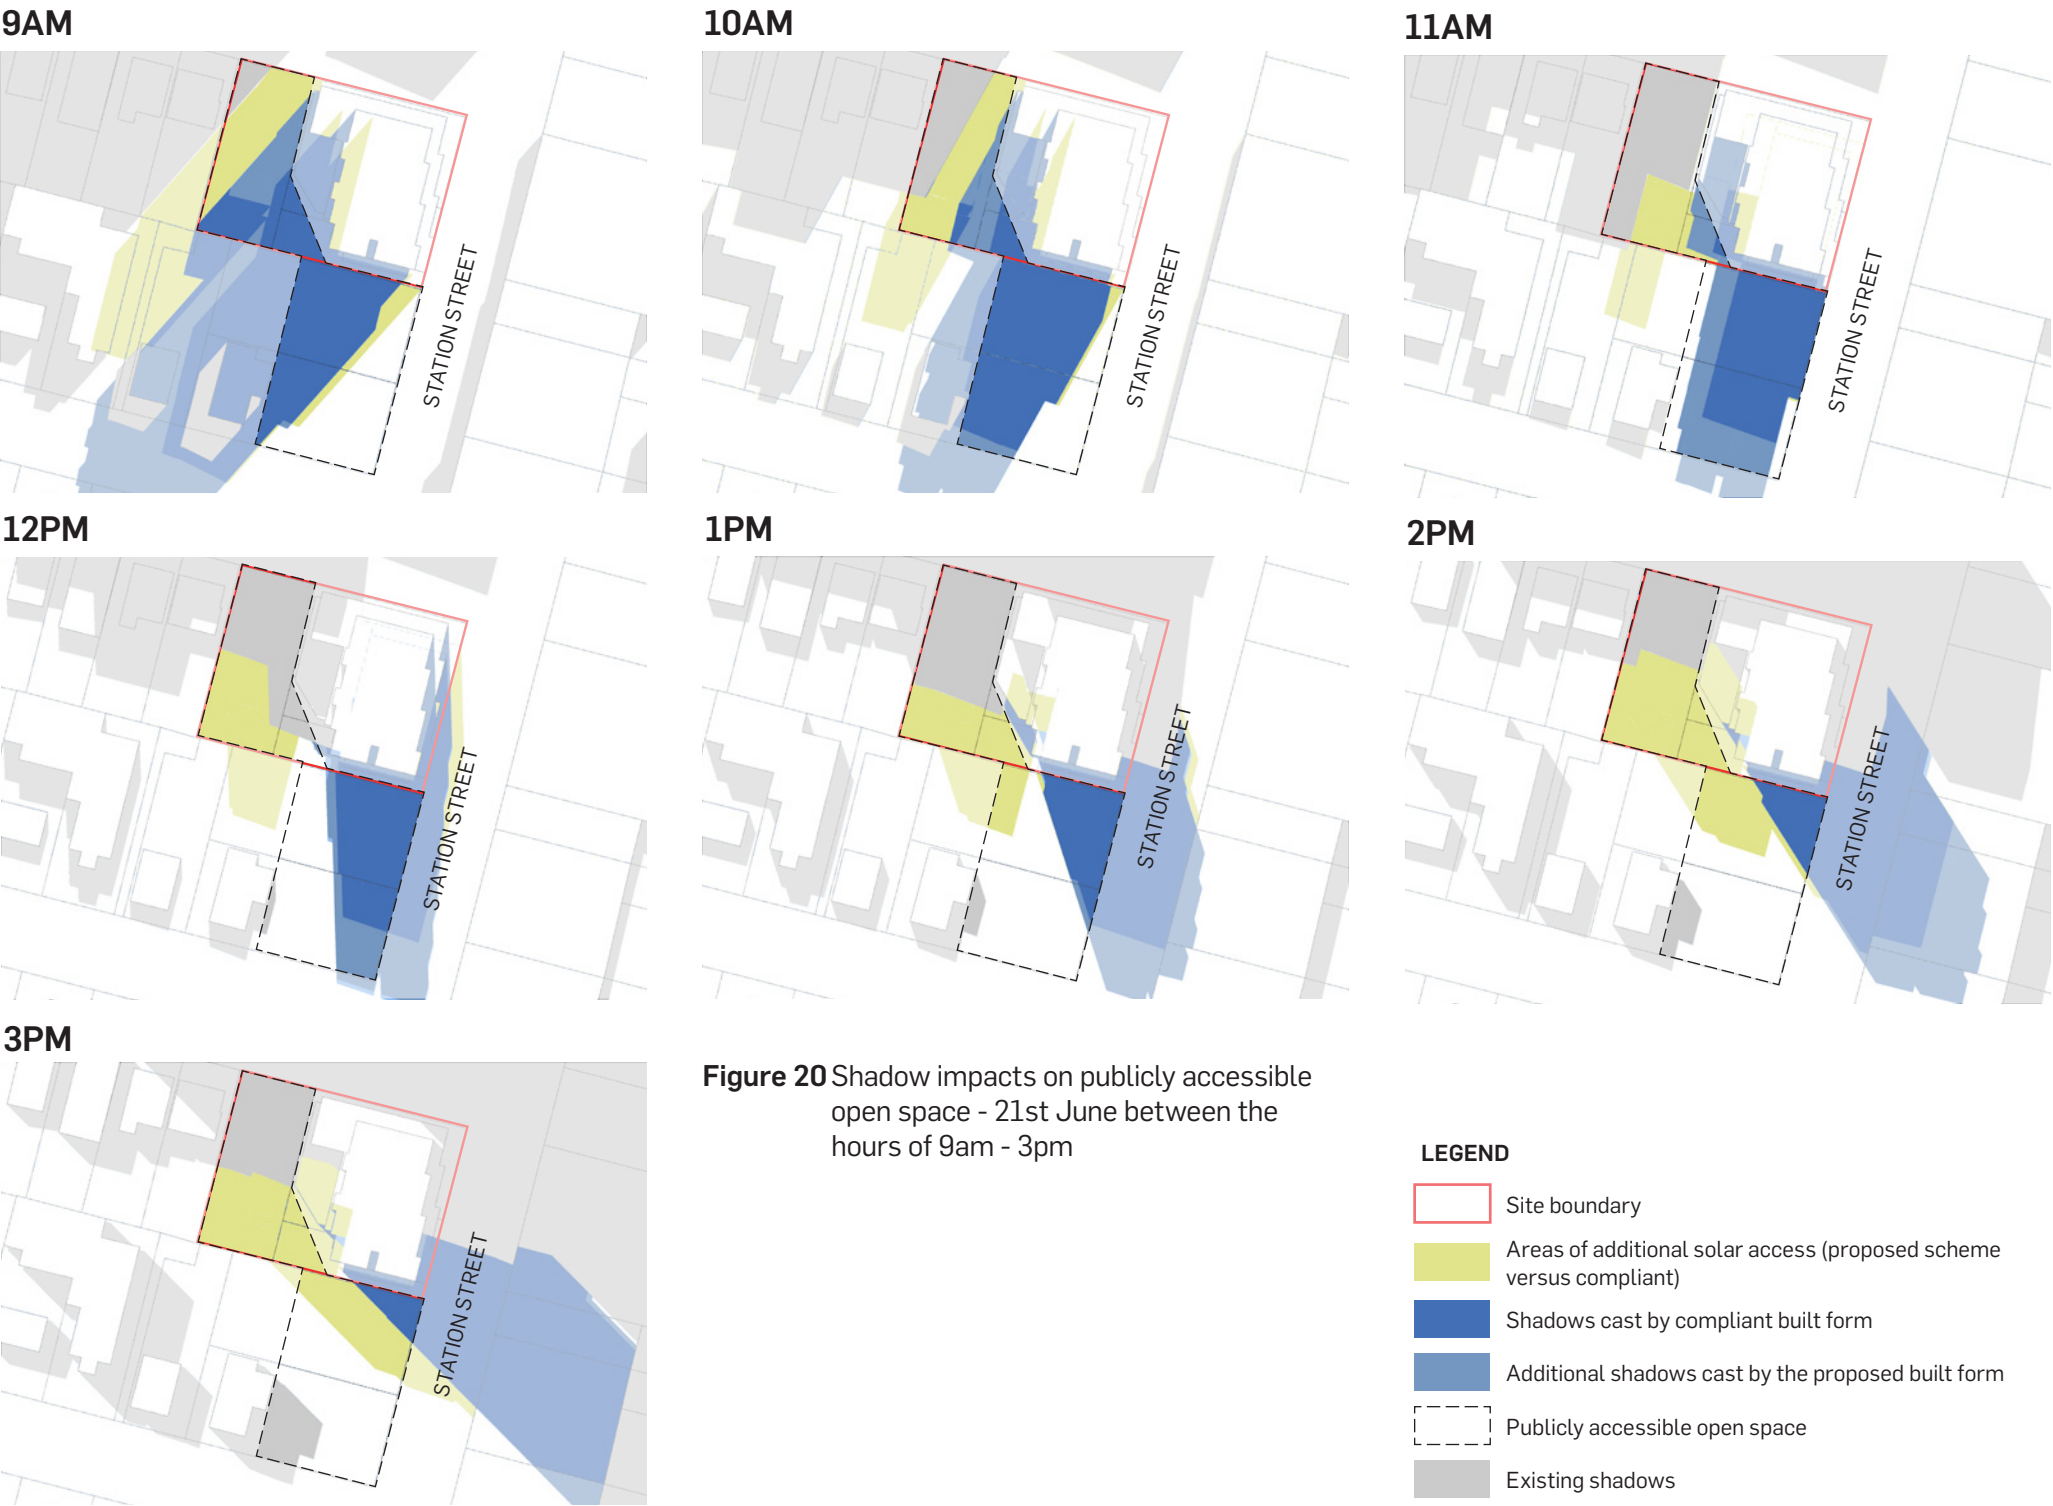 9AM
10AM
11AM
STATION STREET
STATION STREET
STATION STREET
12PM
1PM
2PM
STATION STREET
STATION STREET
STATION STREET
3PM
STATION STREET
Figure 20 Shadow impacts on publicly accessible
open space - 21st June between the
hours of 9am - 3pm
LEGEND
Site boundary
Areas of additional solar access (proposed scheme
versus compliant)
Shadows cast by compliant built form
Additional shadows cast by the proposed built form
Publicly accessible open space
Existing shadows